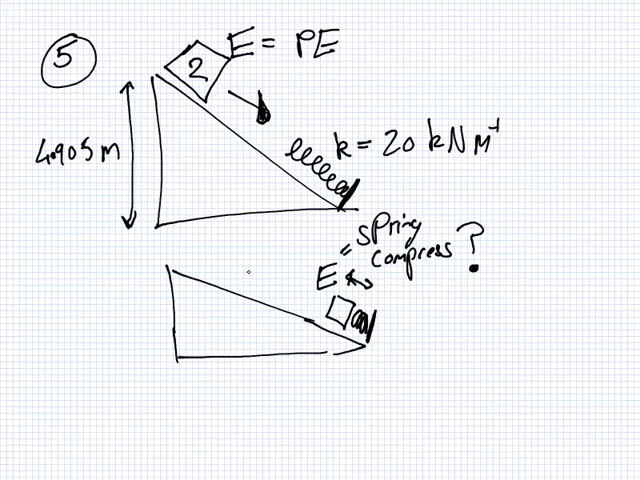 5
2
E = PE
4.905 m
k = 20 kN m⁻¹
= spring
compress ?
E